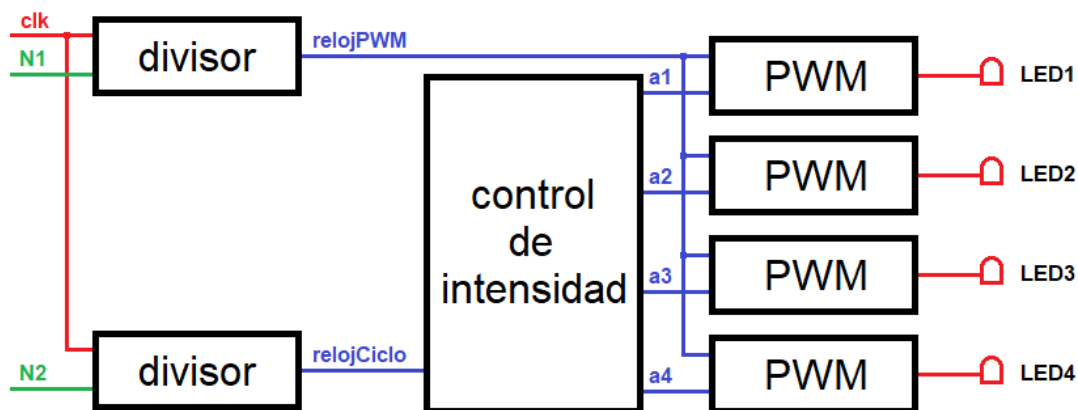 clk
N1
divisor
relojPWM
a1
PWM
LED1
a2
PWM
LED2
control
de
intensidad
a3
PWM
LED3
N2
divisor
relojCiclo
a4
PWM
LED4